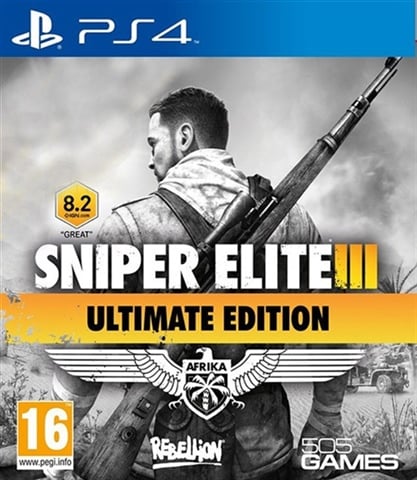 PS4
8.2
IGN.com
"GREAT"
SNIPER ELITE III
ULTIMATE EDITION
AFRIKA
16
www.pegi.info
REBELLION
505
GAMES